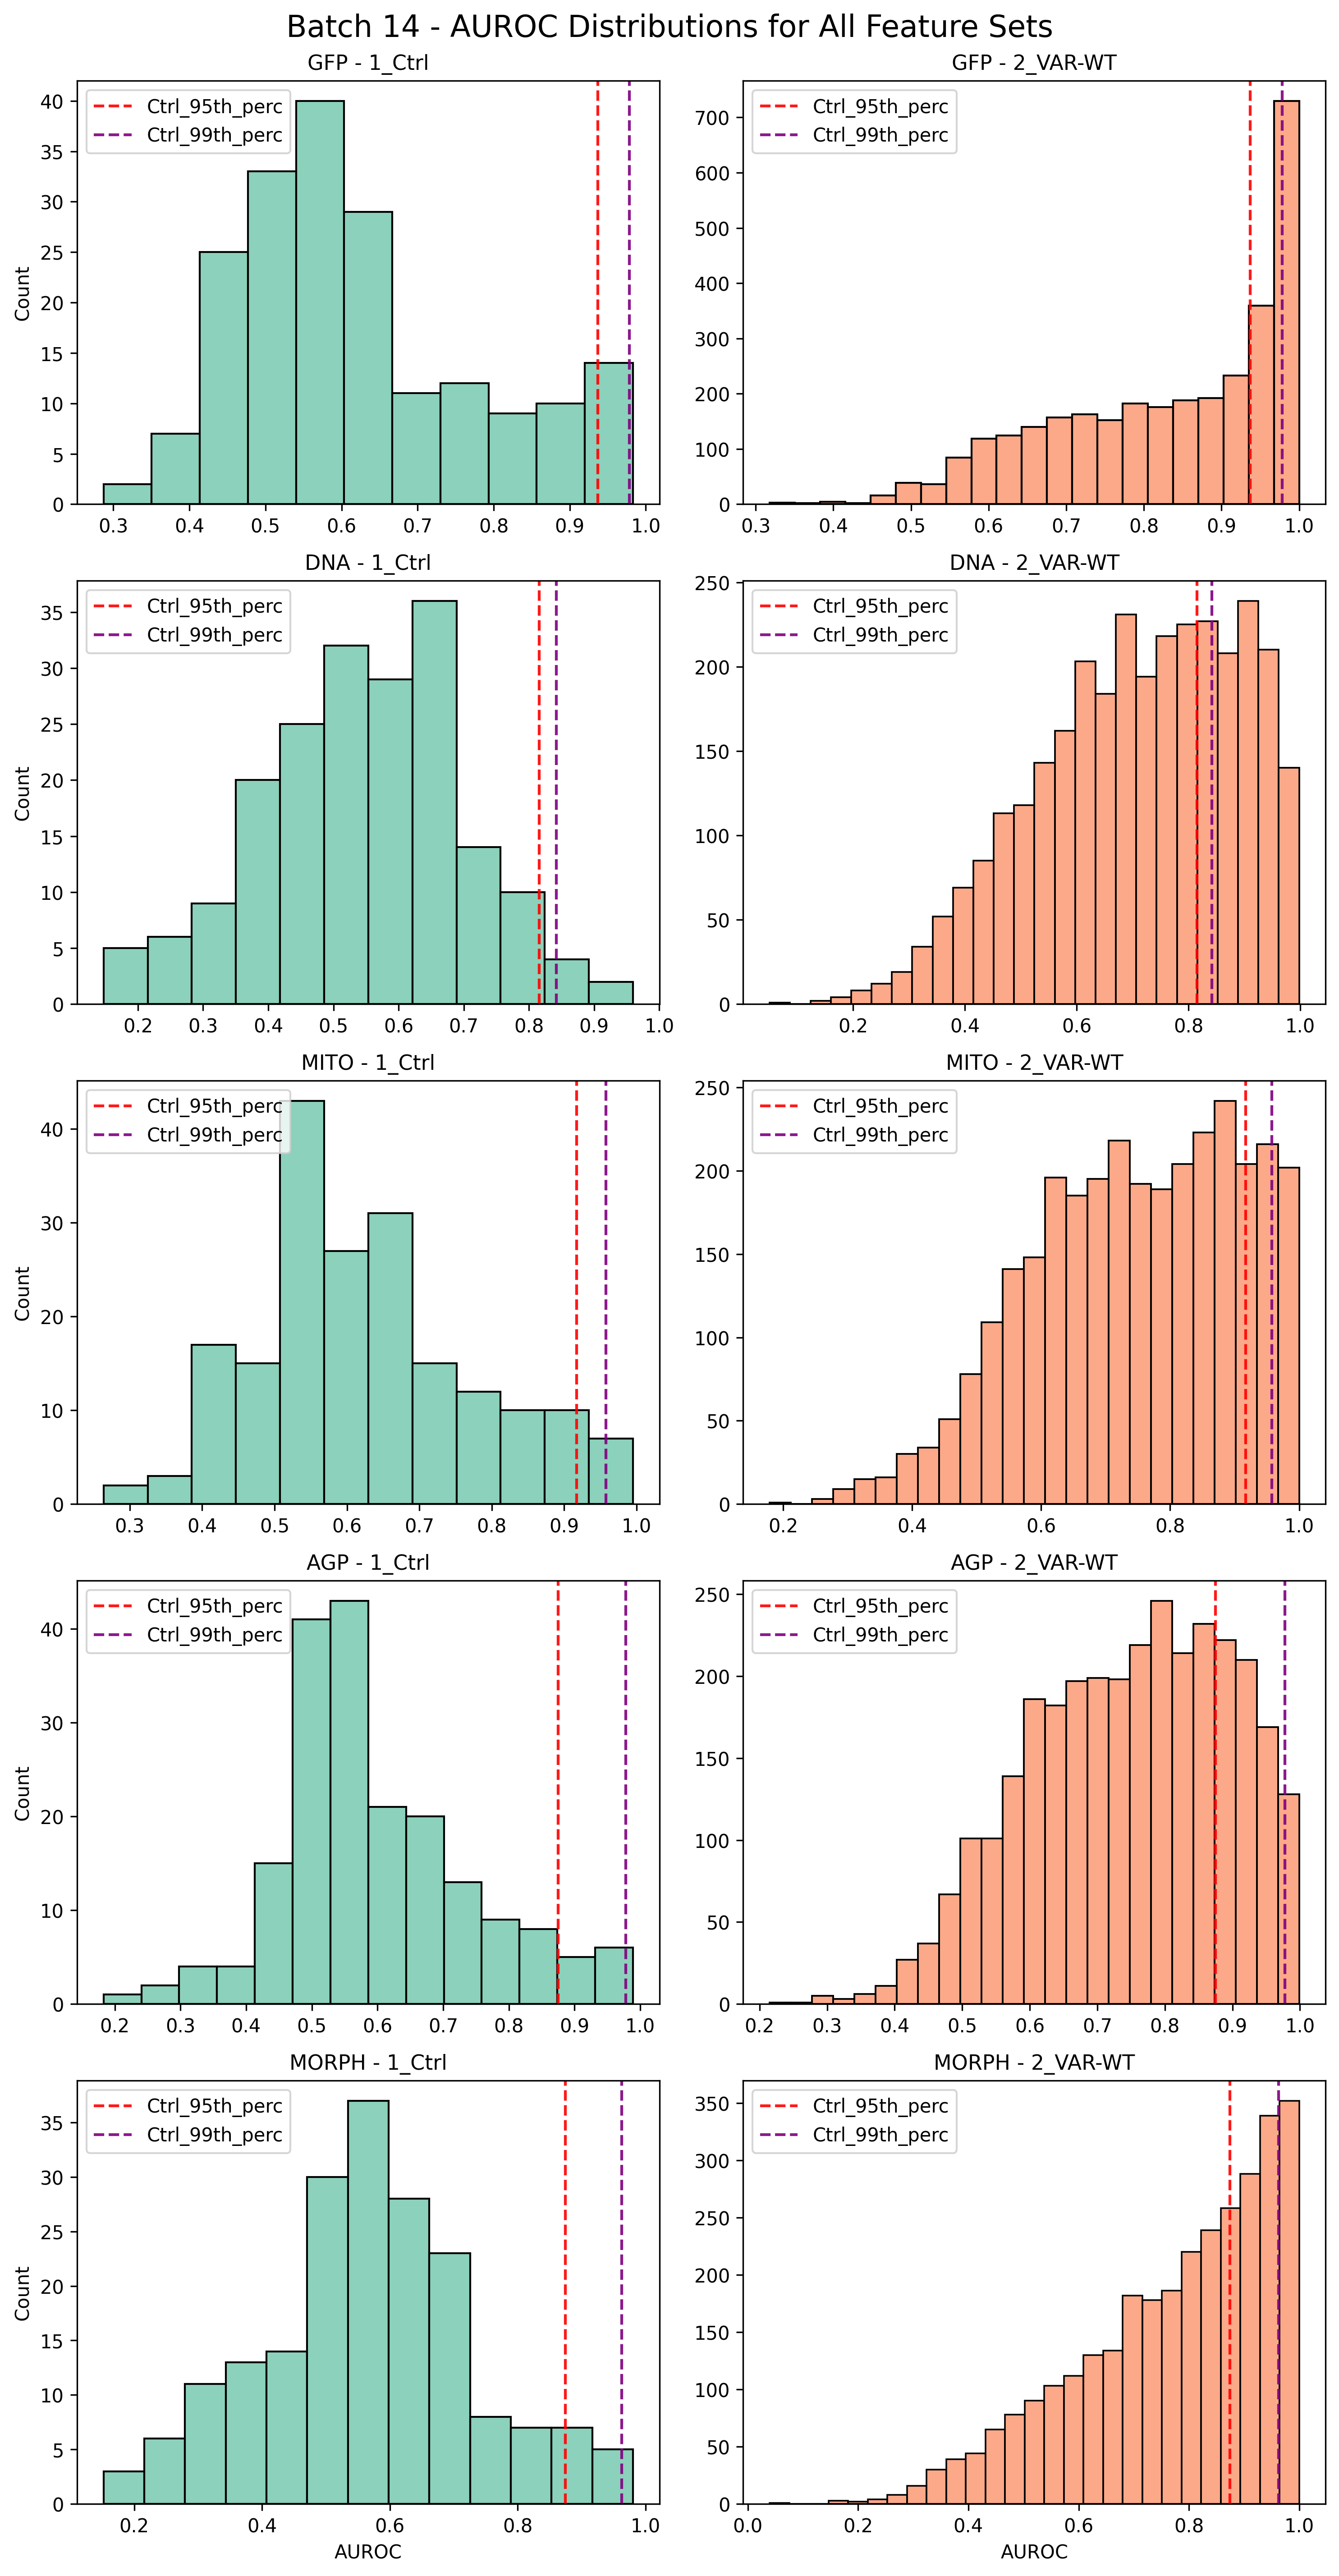 Batch 14 - AUROC Distributions for All Feature Sets
GFP - 1_Ctrl
GFP - 2_VAR-WT
Ctrl_95th_perc
Ctrl_99th_perc
Count
0
5
10
15
20
25
30
35
40
0.3 0.4 0.5 0.6 0.7 0.8 0.9 1.0
Ctrl_95th_perc
Ctrl_99th_perc
0
100
200
300
400
500
600
700
0.3 0.4 0.5 0.6 0.7 0.8 0.9 1.0
DNA - 1_Ctrl
DNA - 2_VAR-WT
Ctrl_95th_perc
Ctrl_99th_perc
Count
0
5
10
15
20
25
30
35
0.2 0.3 0.4 0.5 0.6 0.7 0.8 0.9 1.0
Ctrl_95th_perc
Ctrl_99th_perc
0
50
100
150
200
250
0.2 0.4 0.6 0.8 1.0
MITO - 1_Ctrl
MITO - 2_VAR-WT
Ctrl_95th_perc
Ctrl_99th_perc
Count
0
10
20
30
40
0.3 0.4 0.5 0.6 0.7 0.8 0.9 1.0
Ctrl_95th_perc
Ctrl_99th_perc
0
50
100
150
200
250
0.2 0.4 0.6 0.8 1.0
AGP - 1_Ctrl
AGP - 2_VAR-WT
Ctrl_95th_perc
Ctrl_99th_perc
Count
0
10
20
30
40
0.2 0.3 0.4 0.5 0.6 0.7 0.8 0.9 1.0
Ctrl_95th_perc
Ctrl_99th_perc
0
50
100
150
200
250
0.2 0.3 0.4 0.5 0.6 0.7 0.8 0.9 1.0
MORPH - 1_Ctrl
MORPH - 2_VAR-WT
Ctrl_95th_perc
Ctrl_99th_perc
Count
0
5
10
15
20
25
30
35
0.2 0.4 0.6 0.8 1.0
AUROC
Ctrl_95th_perc
Ctrl_99th_perc
0
50
100
150
200
250
300
350
0.0 0.2 0.4 0.6 0.8 1.0
AUROC